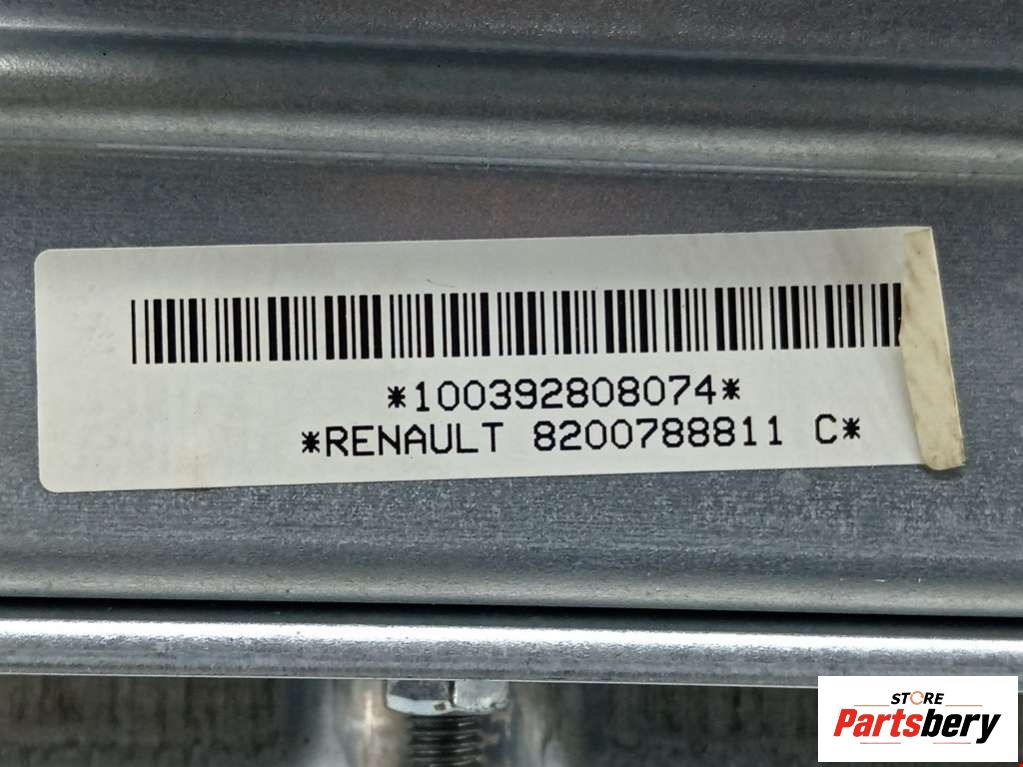 *100392808074*
*RENAULT 8200788811 C*
STORE
Partsbery